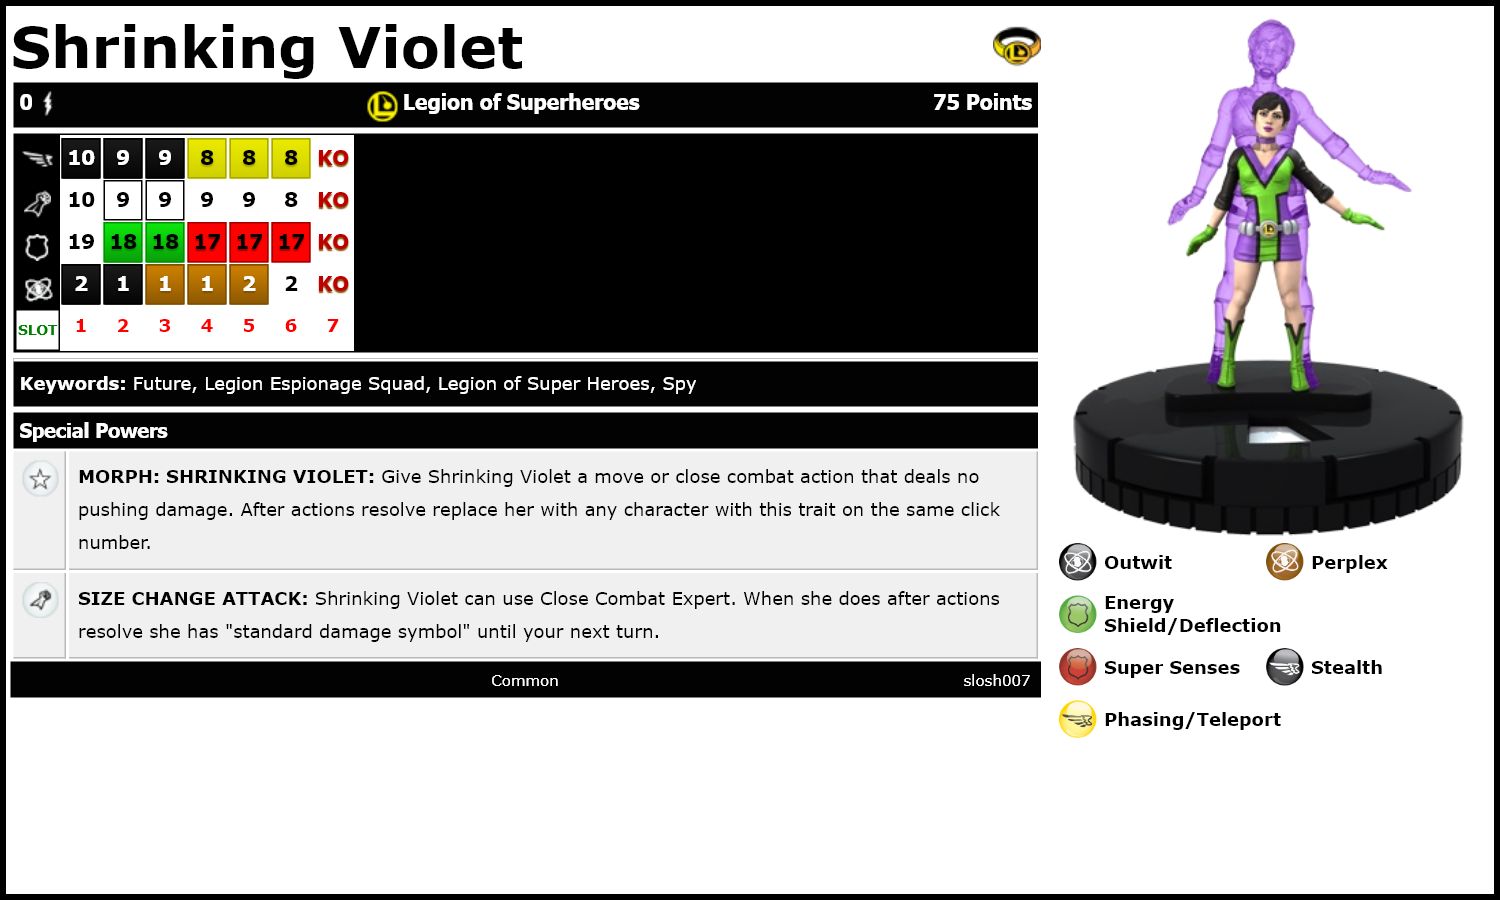 Shrinking Violet
0 Legion of Superheroes 75 Points
10 9 9 8 8 8 KO
10 9 9 9 9 8 KO
19 18 18 17 17 17 KO
2 1 1 1 2 2 KO
SLOT 1 2 3 4 5 6 7
Keywords: Future, Legion Espionage Squad, Legion of Super Heroes, Spy
Special Powers
MORPH: SHRINKING VIOLET: Give Shrinking Violet a move or close combat action that deals no
pushing damage. After actions resolve replace her with any character with this trait on the same click
number.
SIZE CHANGE ATTACK: Shrinking Violet can use Close Combat Expert. When she does after actions
resolve she has "standard damage symbol" until your next turn.
Common slosh007
Outwit Perplex
Energy
Shield/Deflection
Super Senses Stealth
Phasing/Teleport